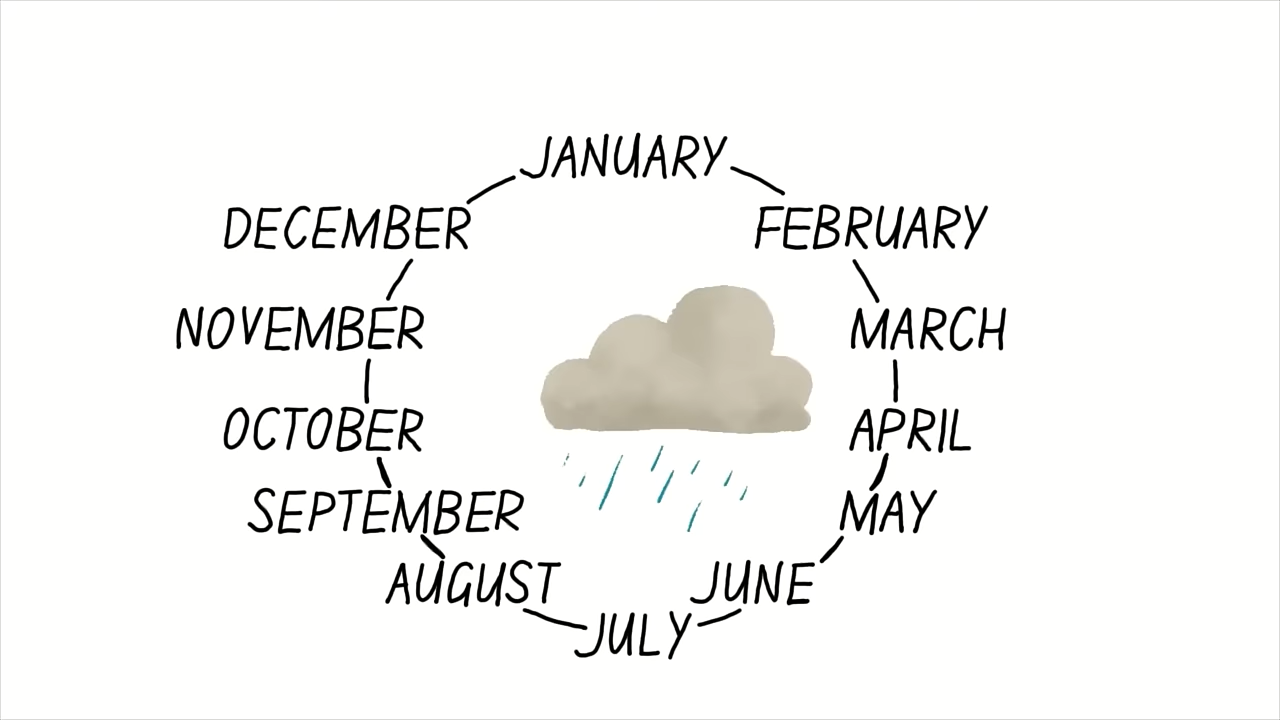 JANUARY
FEBRUARY
MARCH
APRIL
MAY
JUNE
JULY
AUGUST
SEPTEMBER
OCTOBER
NOVEMBER
DECEMBER